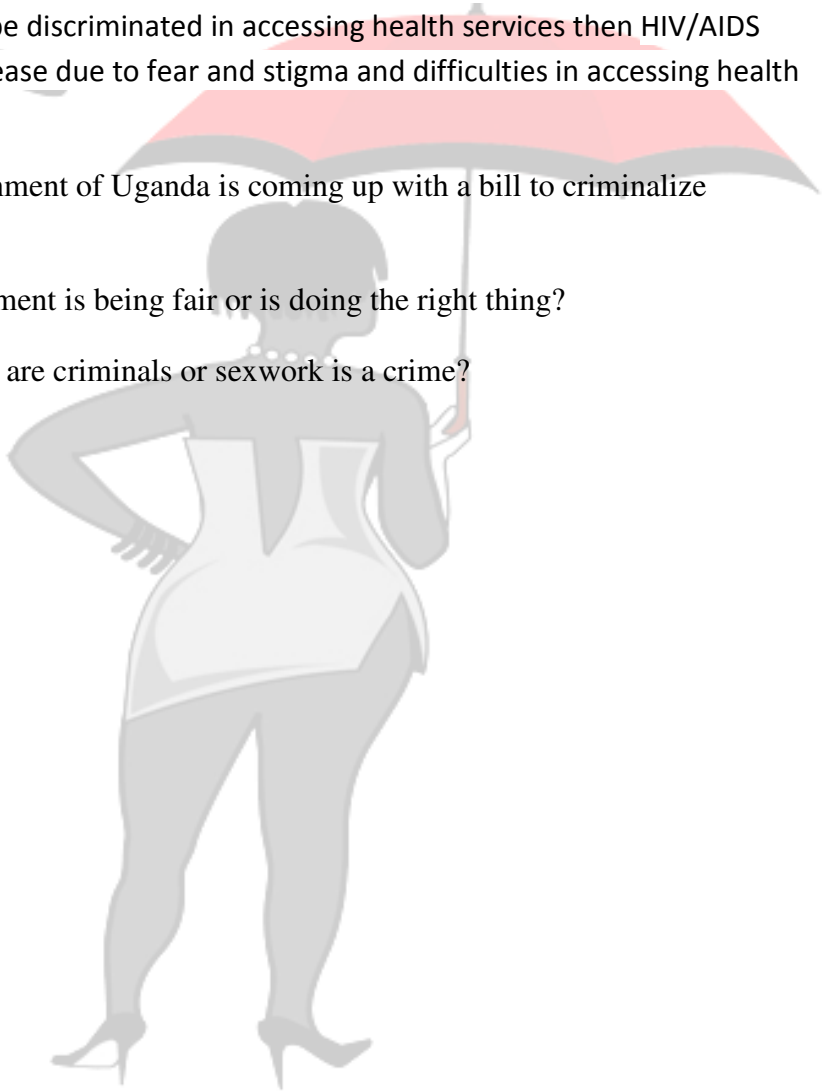 be discriminated in accessing health services then HIV/AIDS
ease due to fear and stigma and difficulties in accessing health
nment of Uganda is coming up with a bill to criminalize
ment is being fair or is doing the right thing?
are criminals or sexwork is a crime?